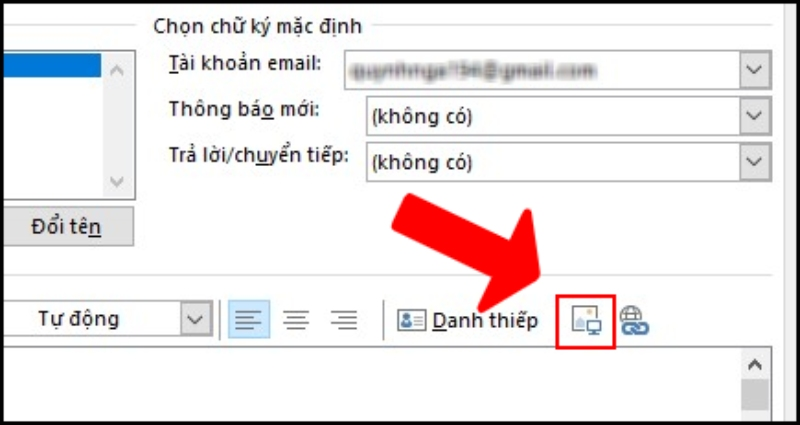 Chọn chữ ký mặc định
Tài khoản email:
Thông báo mới: (không có)
Trả lời/chuyển tiếp: (không có)
Đổi tên
Tự động Danh thiếp